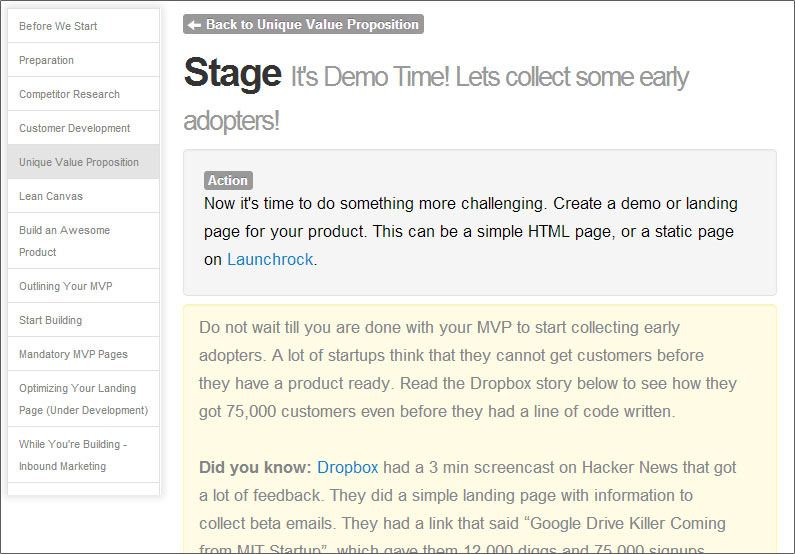 Before We Start
Preparation
Competitor Research
Customer Development
Unique Value Proposition
Lean Canvas
Build an Awesome
Product
Outlining Your MVP
Start Building
Mandatory MVP Pages
Optimizing Your Landing
Page (Under Development)
While You're Building -
Inbound Marketing
Back to Unique Value Proposition
Stage It's Demo Time! Lets collect some early
adopters!
Action
Now it's time to do something more challenging. Create a demo or landing
page for your product. This can be a simple HTML page, or a static page
on Launchrock.
Do not wait till you are done with your MVP to start collecting early
adopters. A lot of startups think that they cannot get customers before
they have a product ready. Read the Dropbox story below to see how they
got 75,000 customers even before they had a line of code written.
Did you know: Dropbox had a 3 min screencast on Hacker News that got
a lot of feedback. They did a simple landing page with information to
collect beta emails. They had a link that said “Google Drive Killer Coming
from MIT Startup”, which gave them 12,000 diggs and 75,000 signups